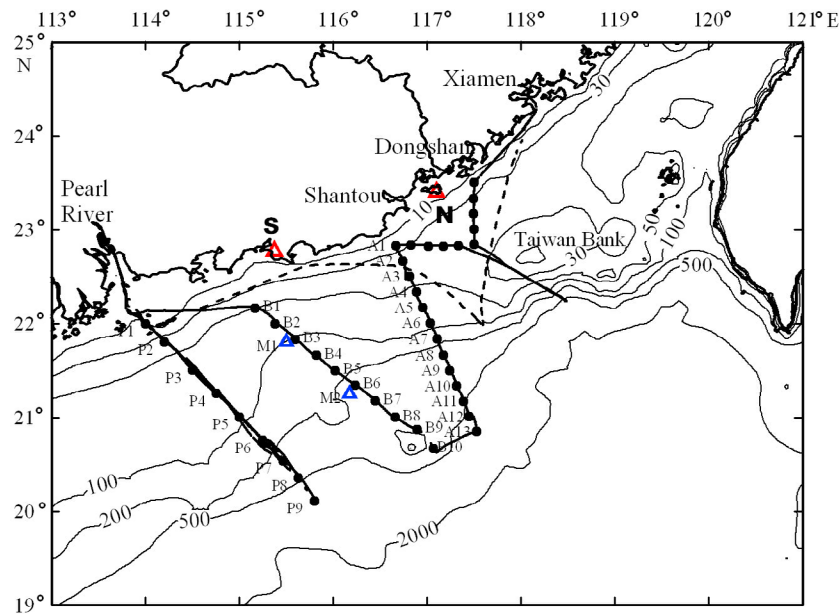 113° 114° 115° 116° 117° 118° 119° 120° 121° E
25°
N
Xiamen
30
24°
Dongshan
Pearl
River
Shantou
10
N
50
100
23°
S
A1
Taiwan Bank
30
500
A2
A3
A4
A5
A6
A7
A8
A9
A10
A11
A12
A13
22°
P1
P2
P3
P4
P5
P6
P7
P8
P9
B1
B2
B3
M1
B4
B5
B6
M2
B7
B8
B9
B10
21°
100
20°
200
500
2000
19°